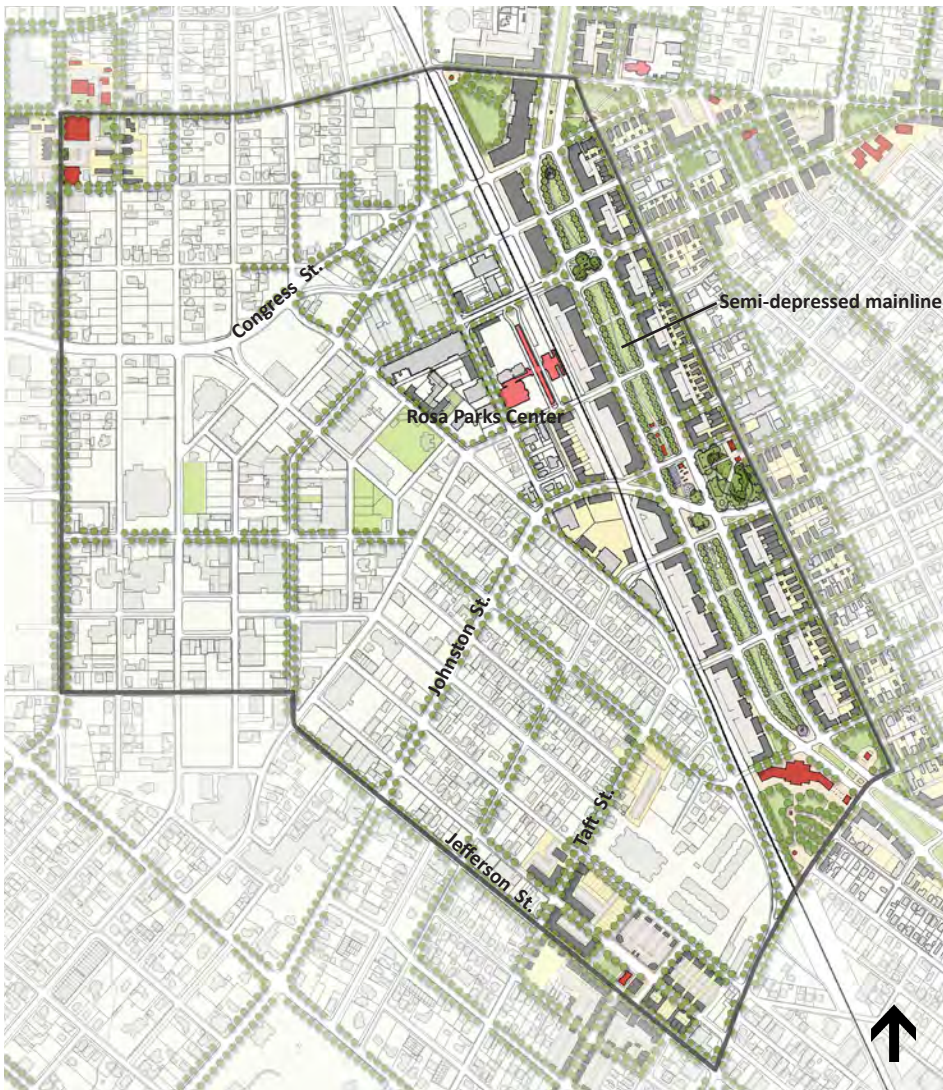 Congress St.
Semi-depressed mainline
Rosa Parks Center
Johnston St.
Taft St.
Jefferson St.